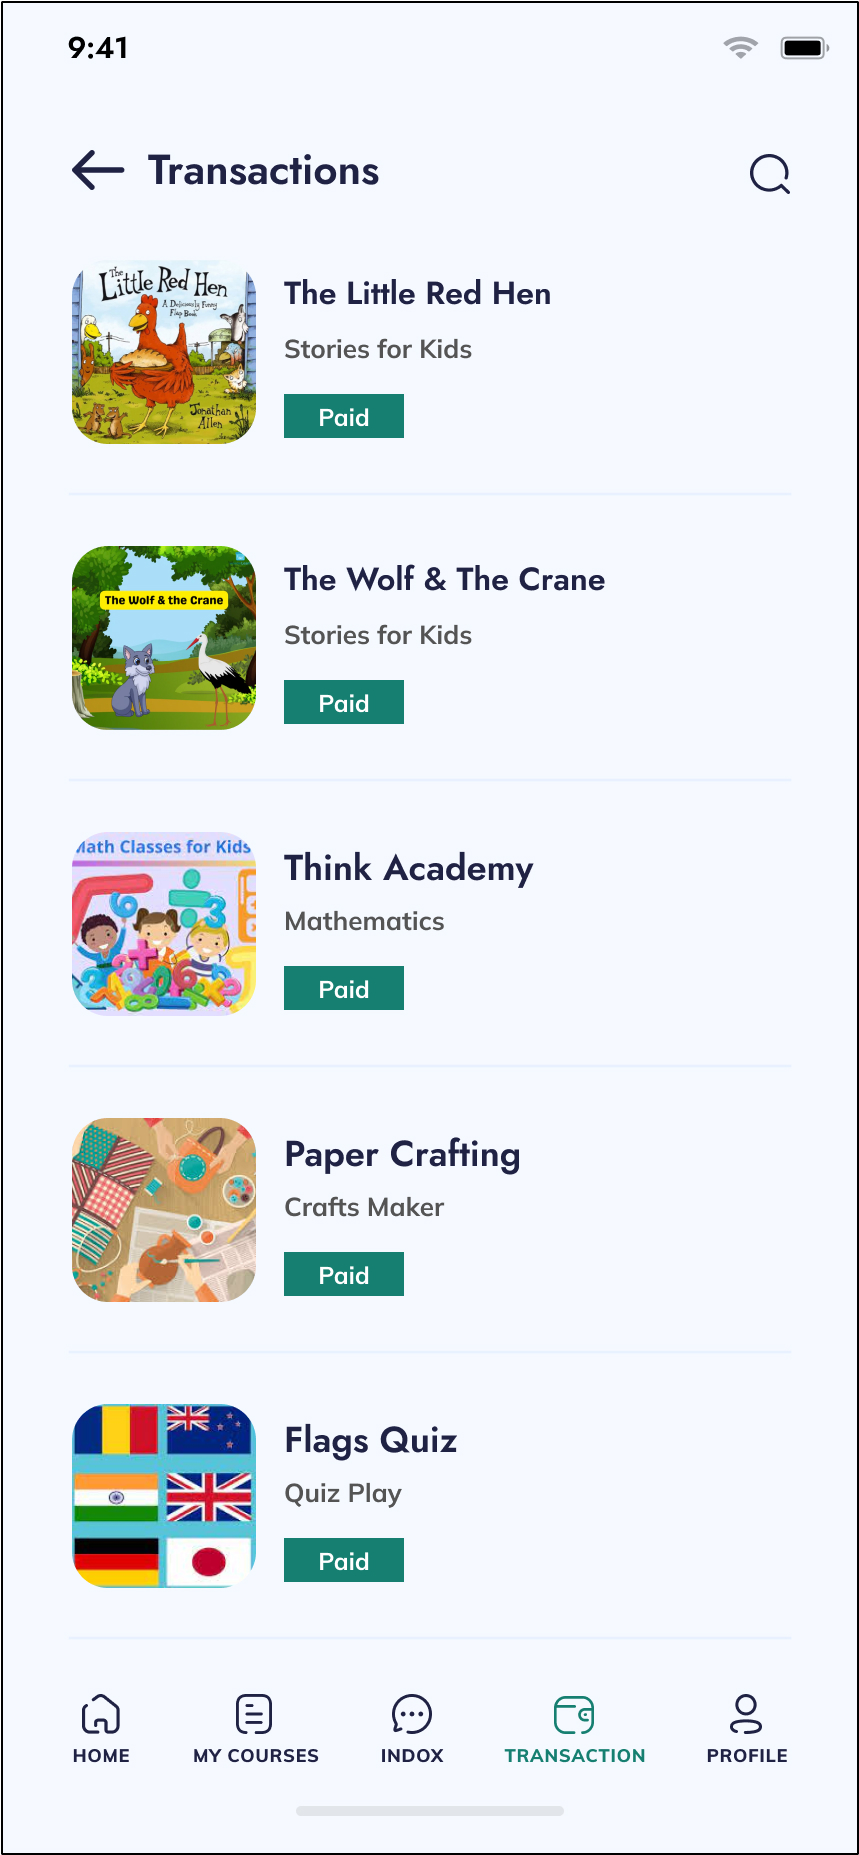 9:41
Transactions
The
Little Red Hen
A Deliciously Funny
Flap Book
Jonathan
Allen
The Little Red Hen
Stories for Kids
Paid
The Wolf & the Crane
The Wolf & The Crane
Stories for Kids
Paid
Math Classes for Kids
Think Academy
Mathematics
Paid
Paper Crafting
Crafts Maker
Paid
Flags Quiz
Quiz Play
Paid
HOME
MY COURSES
INDOX
TRANSACTION
PROFILE